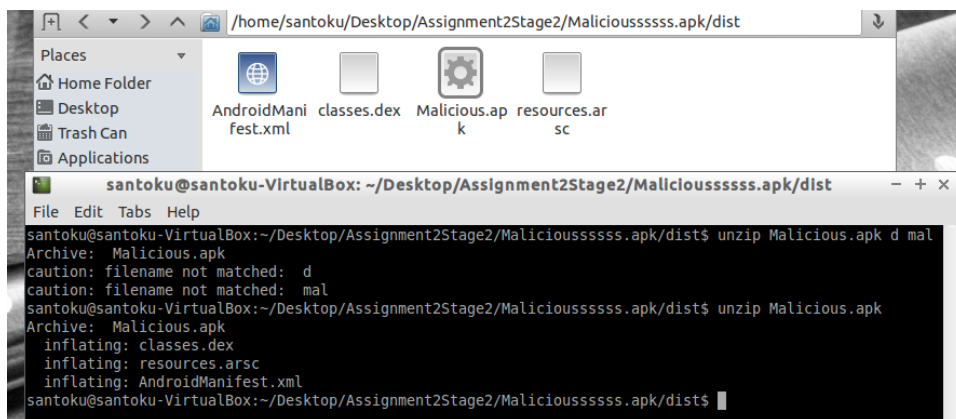 /home/santoku/Desktop/Assignment2Stage2/Malicioussssss.apk/dist
Places
Home Folder
Desktop
Trash Can
Applications
AndroidMani
fest.xml
classes.dex
Malicious.ap
k
resources.ar
sc
santoku@santoku-VirtualBox: ~/Desktop/Assignment2Stage2/Malicioussssss.apk/dist
File Edit Tabs Help
santoku@santoku-VirtualBox:~/Desktop/Assignment2Stage2/Malicioussssss.apk/dist$ unzip Malicious.apk d mal
Archive:  Malicious.apk
caution: filename not matched:  d
caution: filename not matched:  mal
santoku@santoku-VirtualBox:~/Desktop/Assignment2Stage2/Malicioussssss.apk/dist$ unzip Malicious.apk
Archive:  Malicious.apk
  inflating: classes.dex
  inflating: resources.arsc
  inflating: AndroidManifest.xml
santoku@santoku-VirtualBox:~/Desktop/Assignment2Stage2/Malicioussssss.apk/dist$